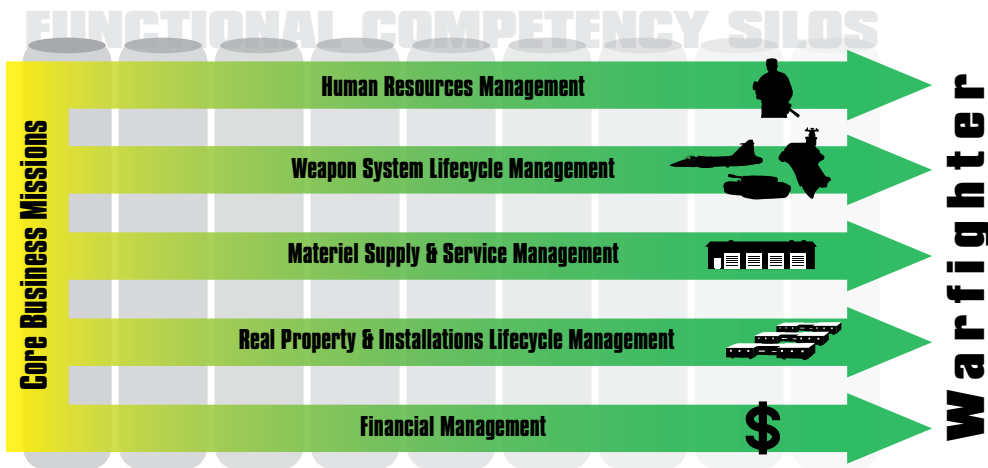 FUNCTIONAL COMPETENCY SILOS
Core Business Missions
Human Resources Management
Weapon System Lifecycle Management
Materiel Supply & Service Management
Real Property & Installations Lifecycle Management
Financial Management
$
Warfighter